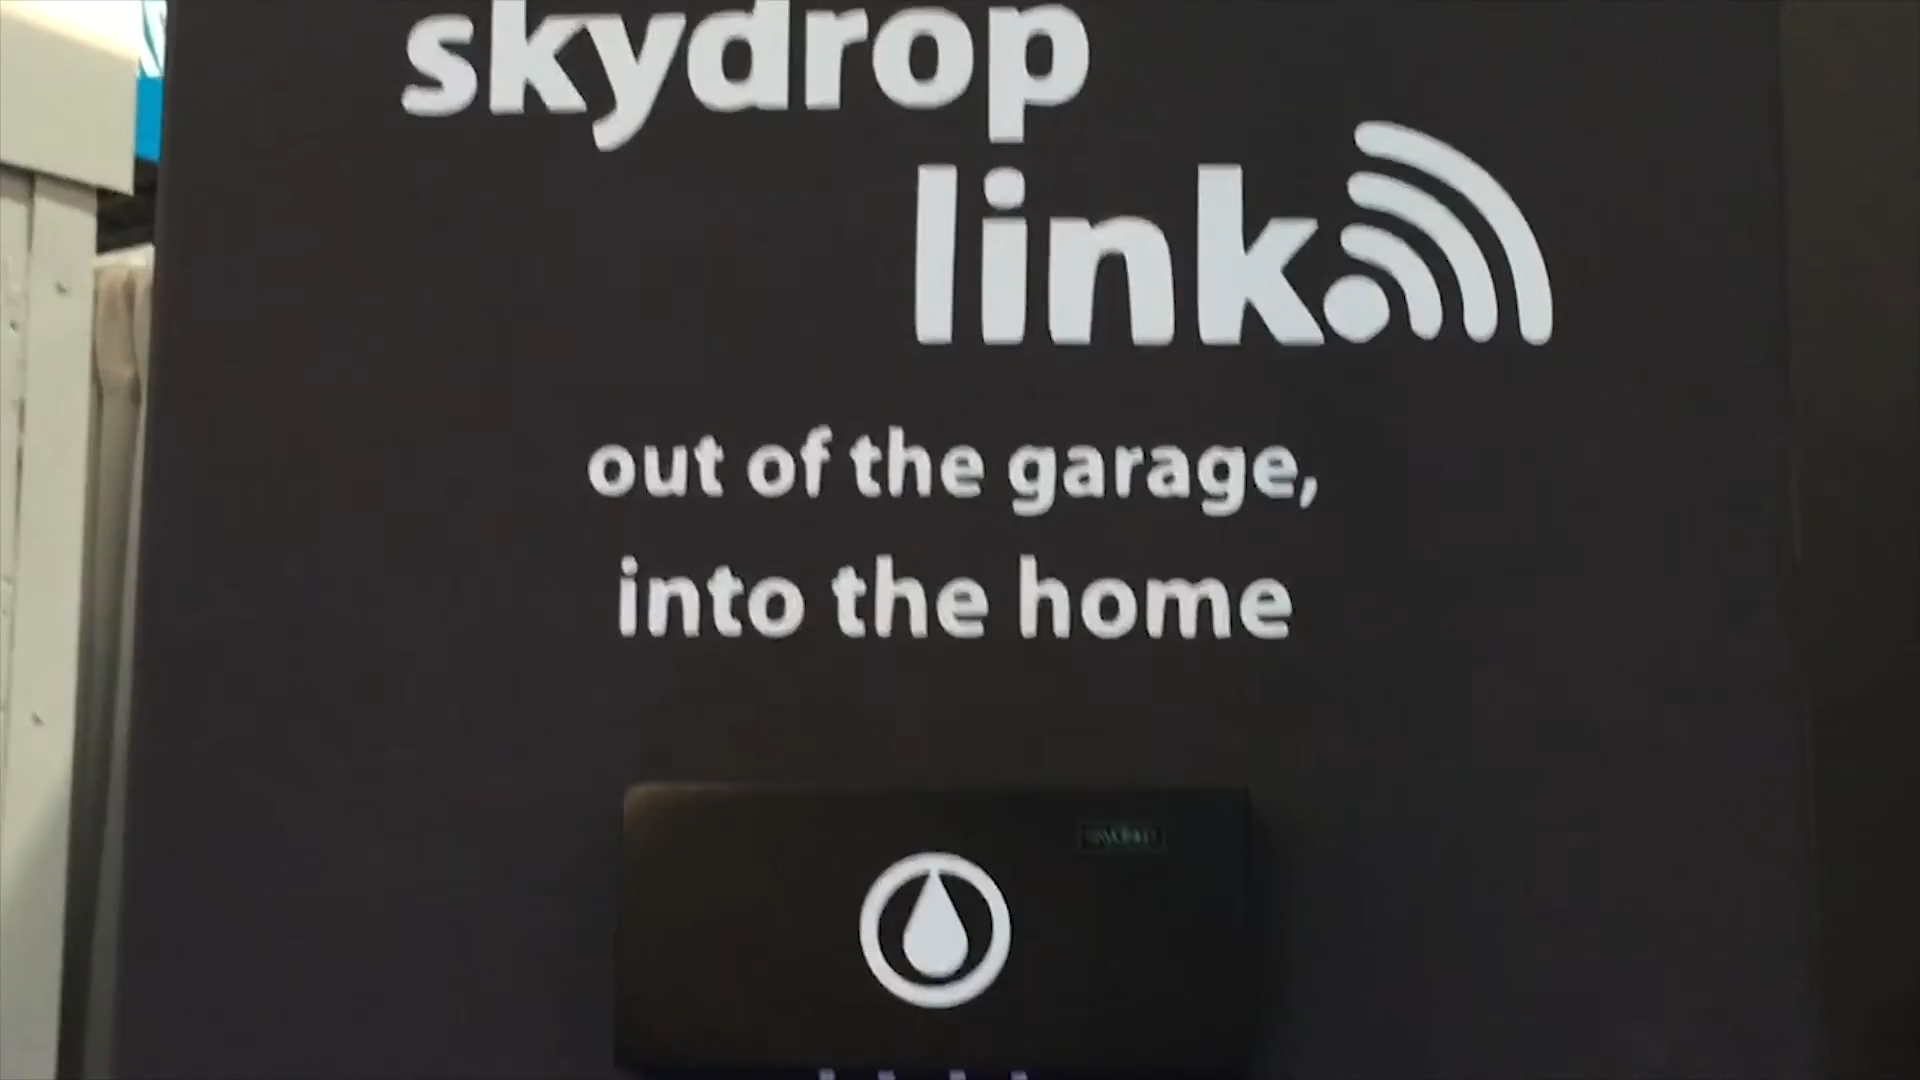 skydrop
link
out of the garage,
into the home